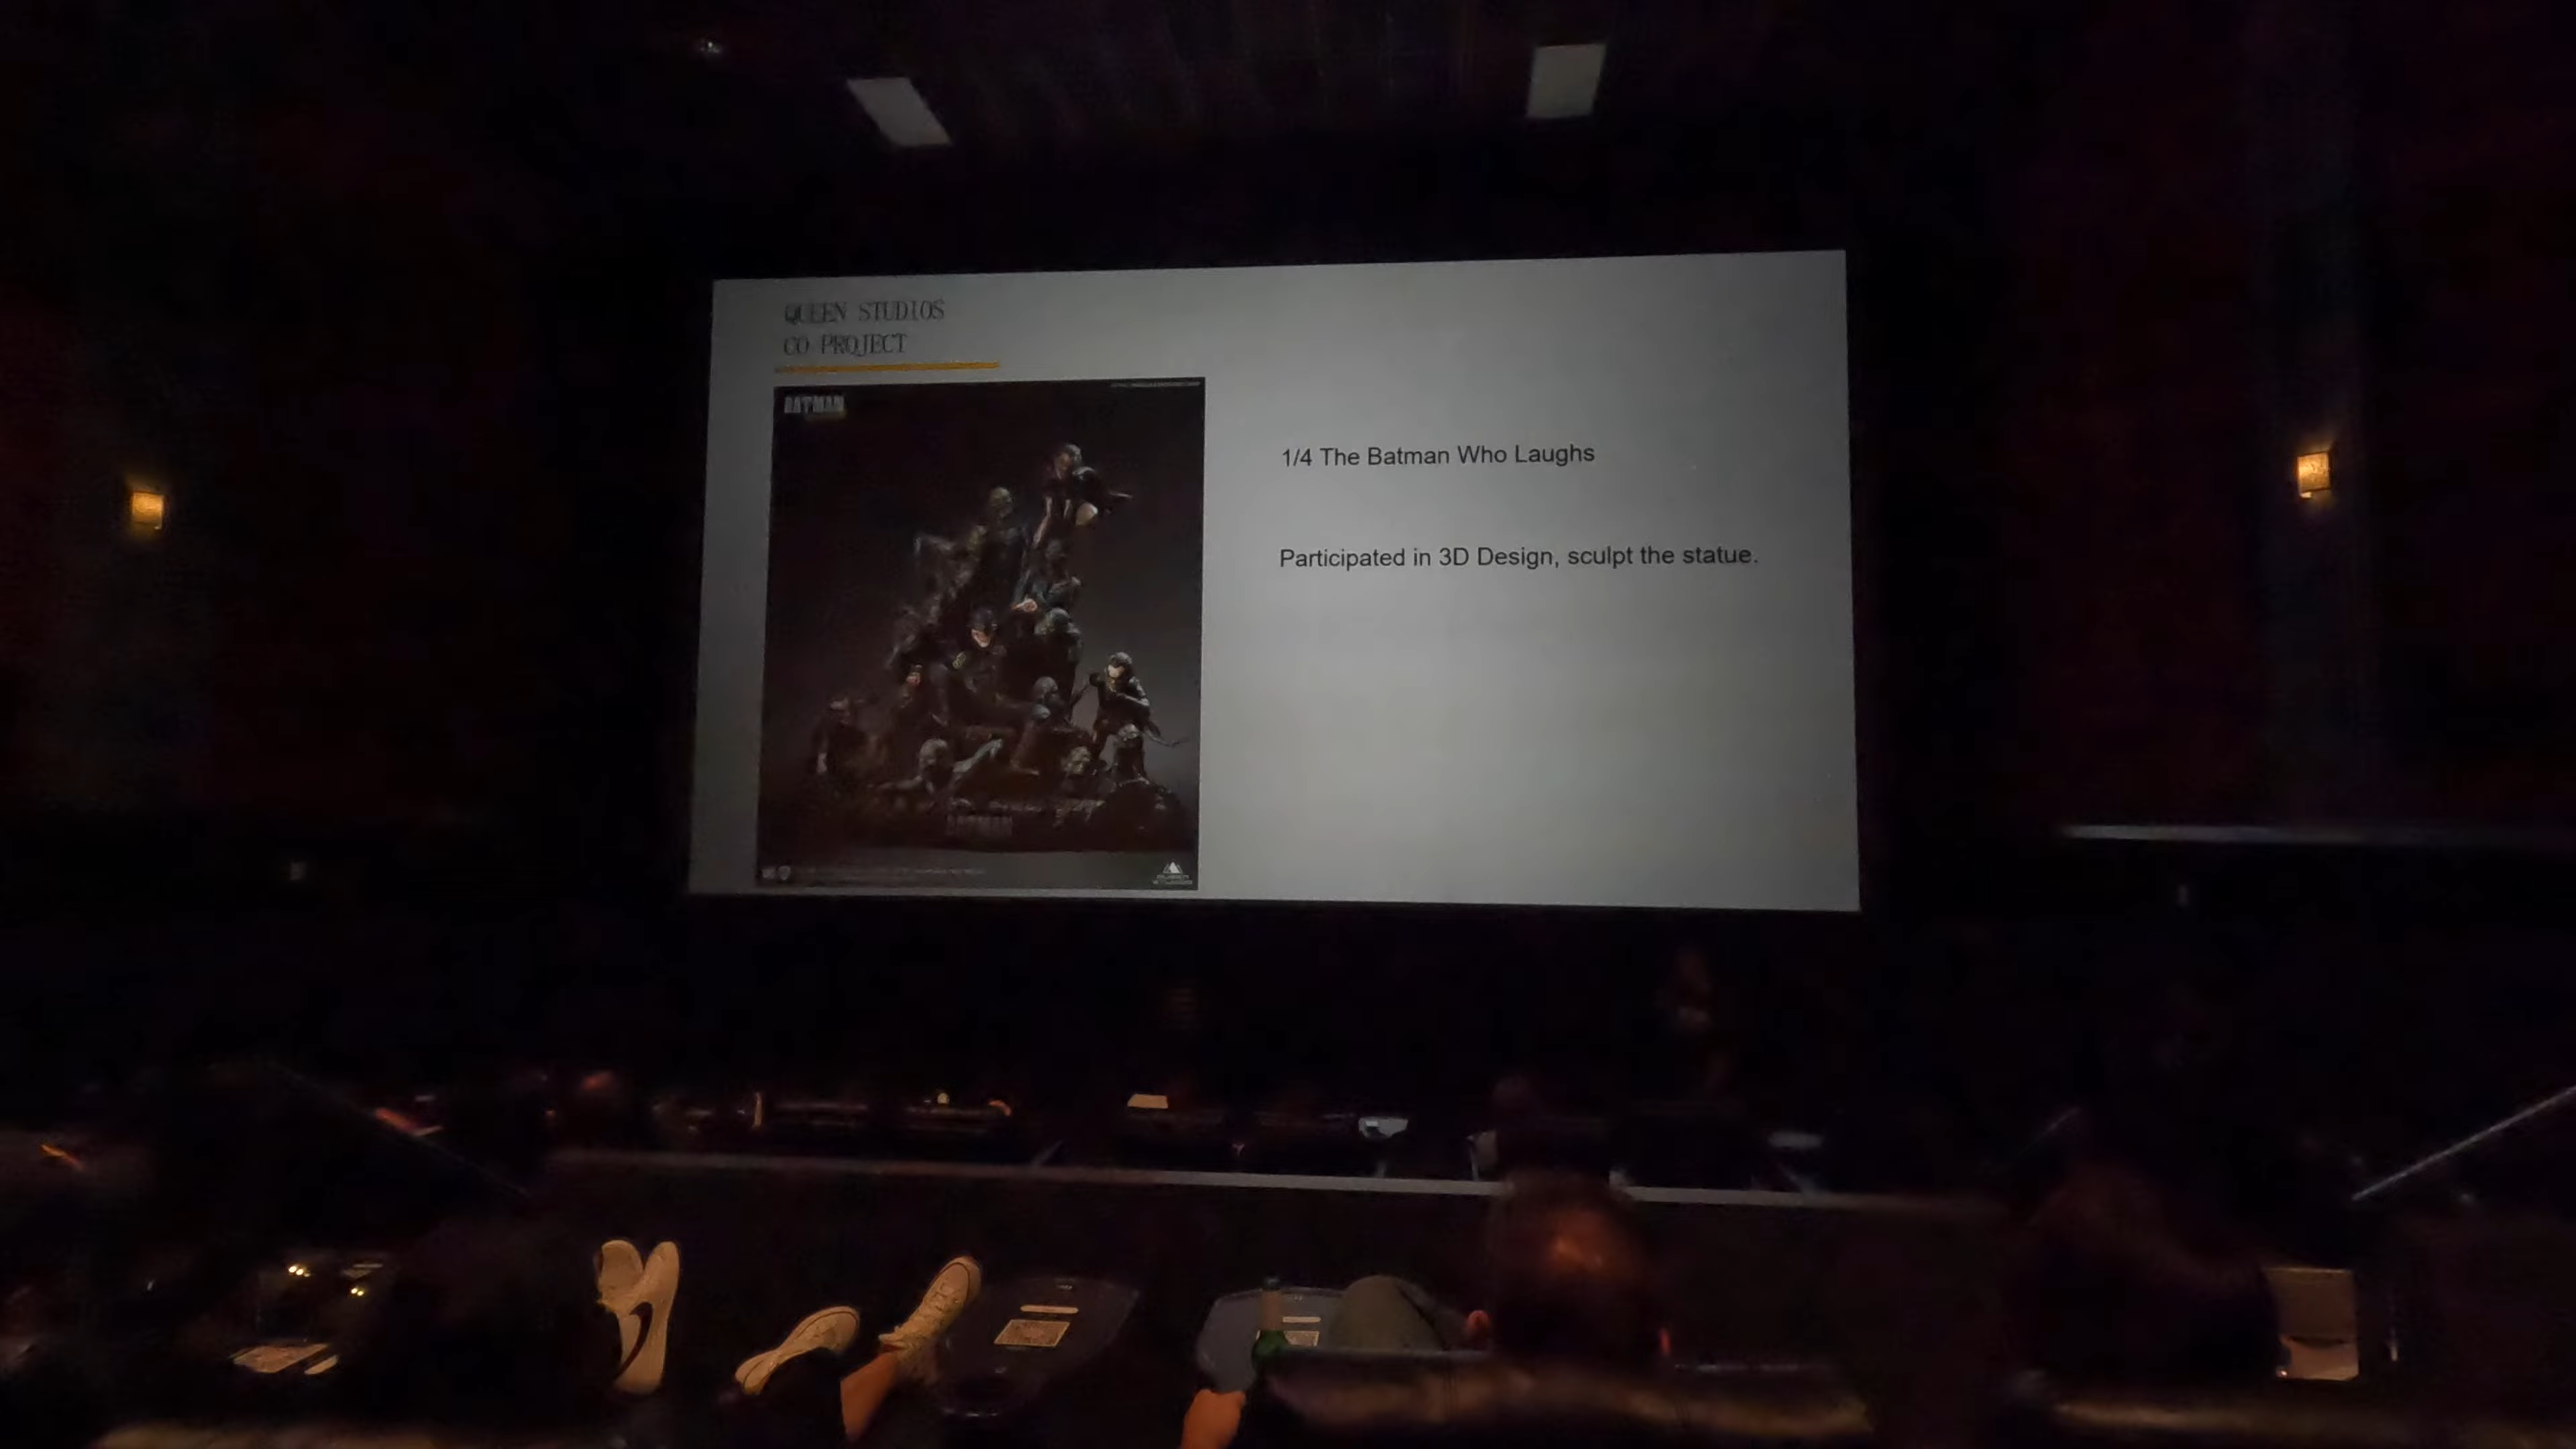 QUEEN STUDIOS
CO PROJECT
BATMAN
1/4 The Batman Who Laughs
Participated in 3D Design, sculpt the statue.